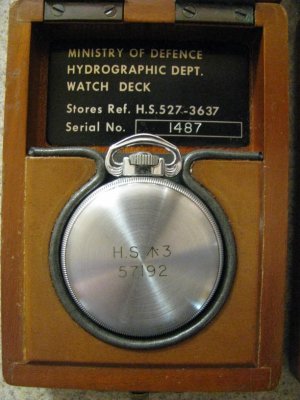 MINISTRY OF DEFENCE
HYDROGRAPHIC DEPT.
WATCH DECK
Stores Ref. H.S.527-3637
Serial No. 1487
H.S.↑3
57192